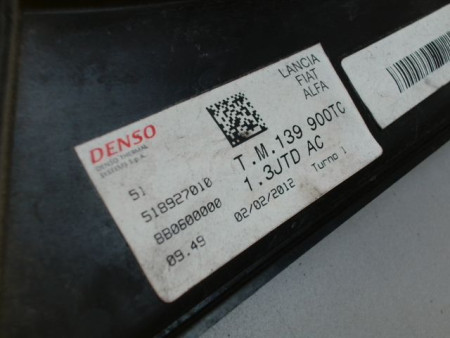 DENSO
DENSO THERMAL
SYSTEMS S.p.A.
LANCIA
FIAT
ALFA
51
T.M.139 900TC
518927010
1.3JTD AC
880600000
02/02/2012
Turno 1
09.49